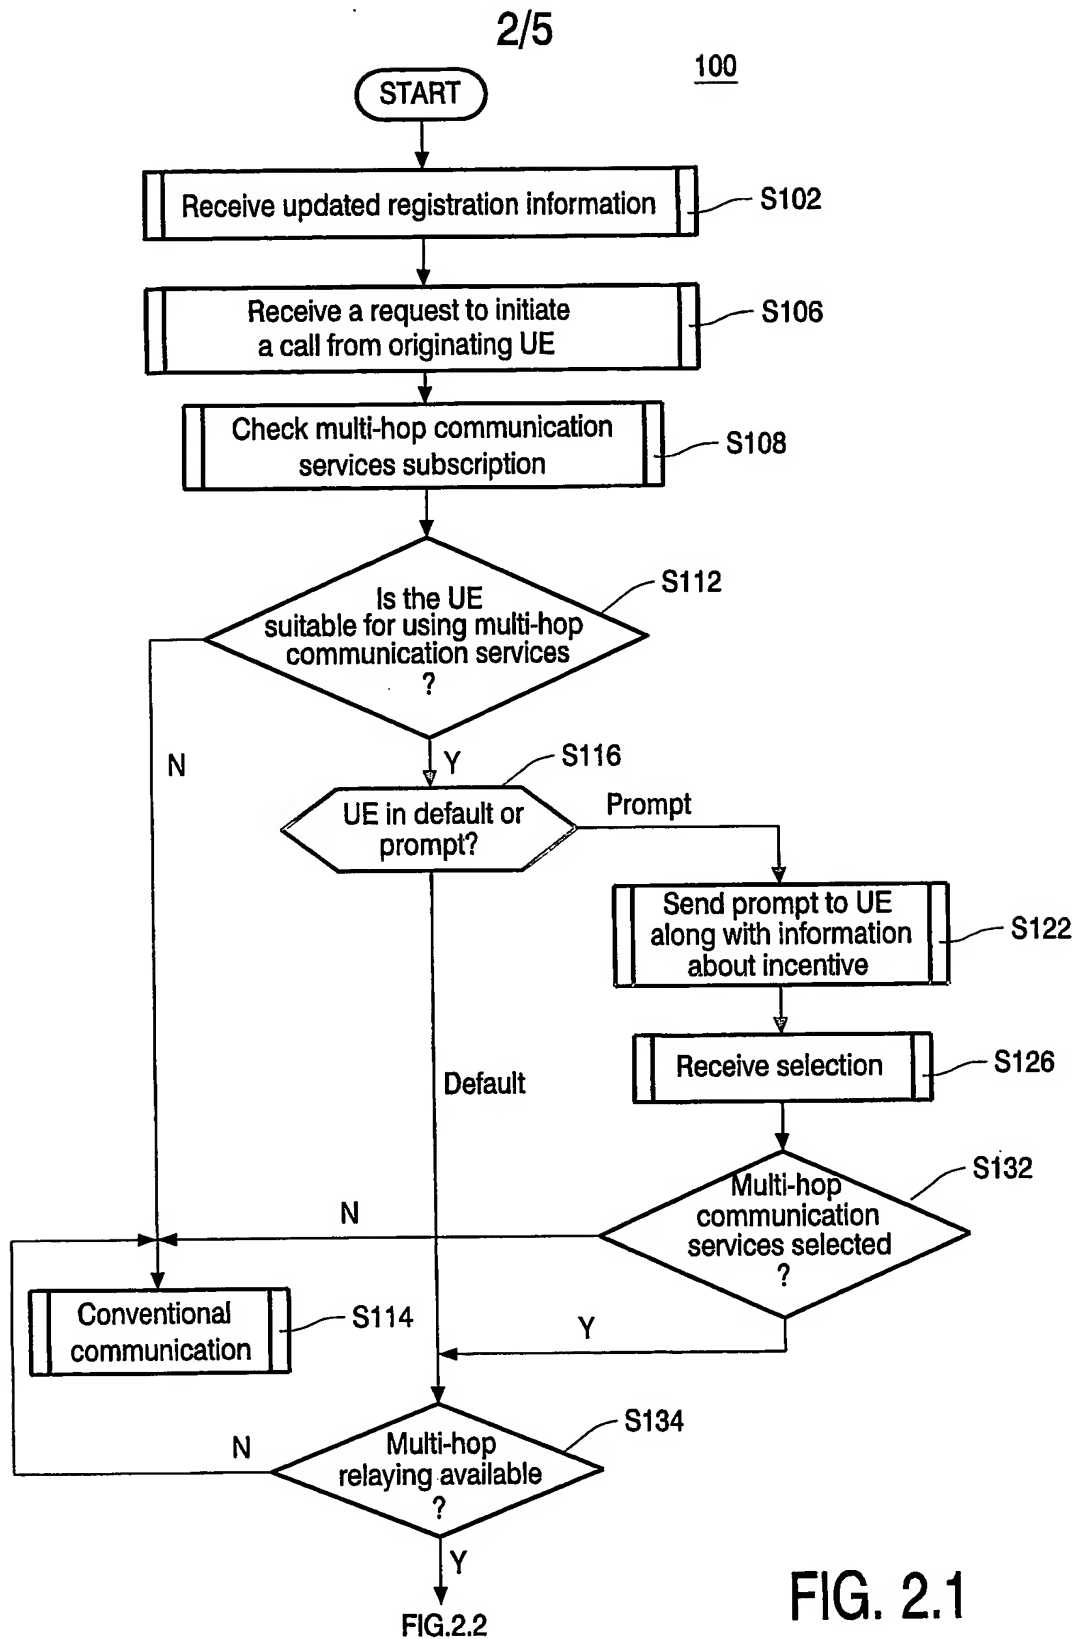 2/5
100
START
Receive updated registration information
S102
Receive a request to initiate
a call from originating UE
S106
Check multi-hop communication
services subscription
S108
Is the UE
suitable for using multi-hop
communication services
?
S112
N
Y
S116
UE in default or
prompt?
Prompt
Send prompt to UE
along with information
about incentive
S122
Receive selection
S126
Default
Multi-hop
communication
services selected
?
S132
N
Conventional
communication
S114
Y
Multi-hop
relaying available
?
S134
N
Y
FIG.2.2
FIG. 2.1